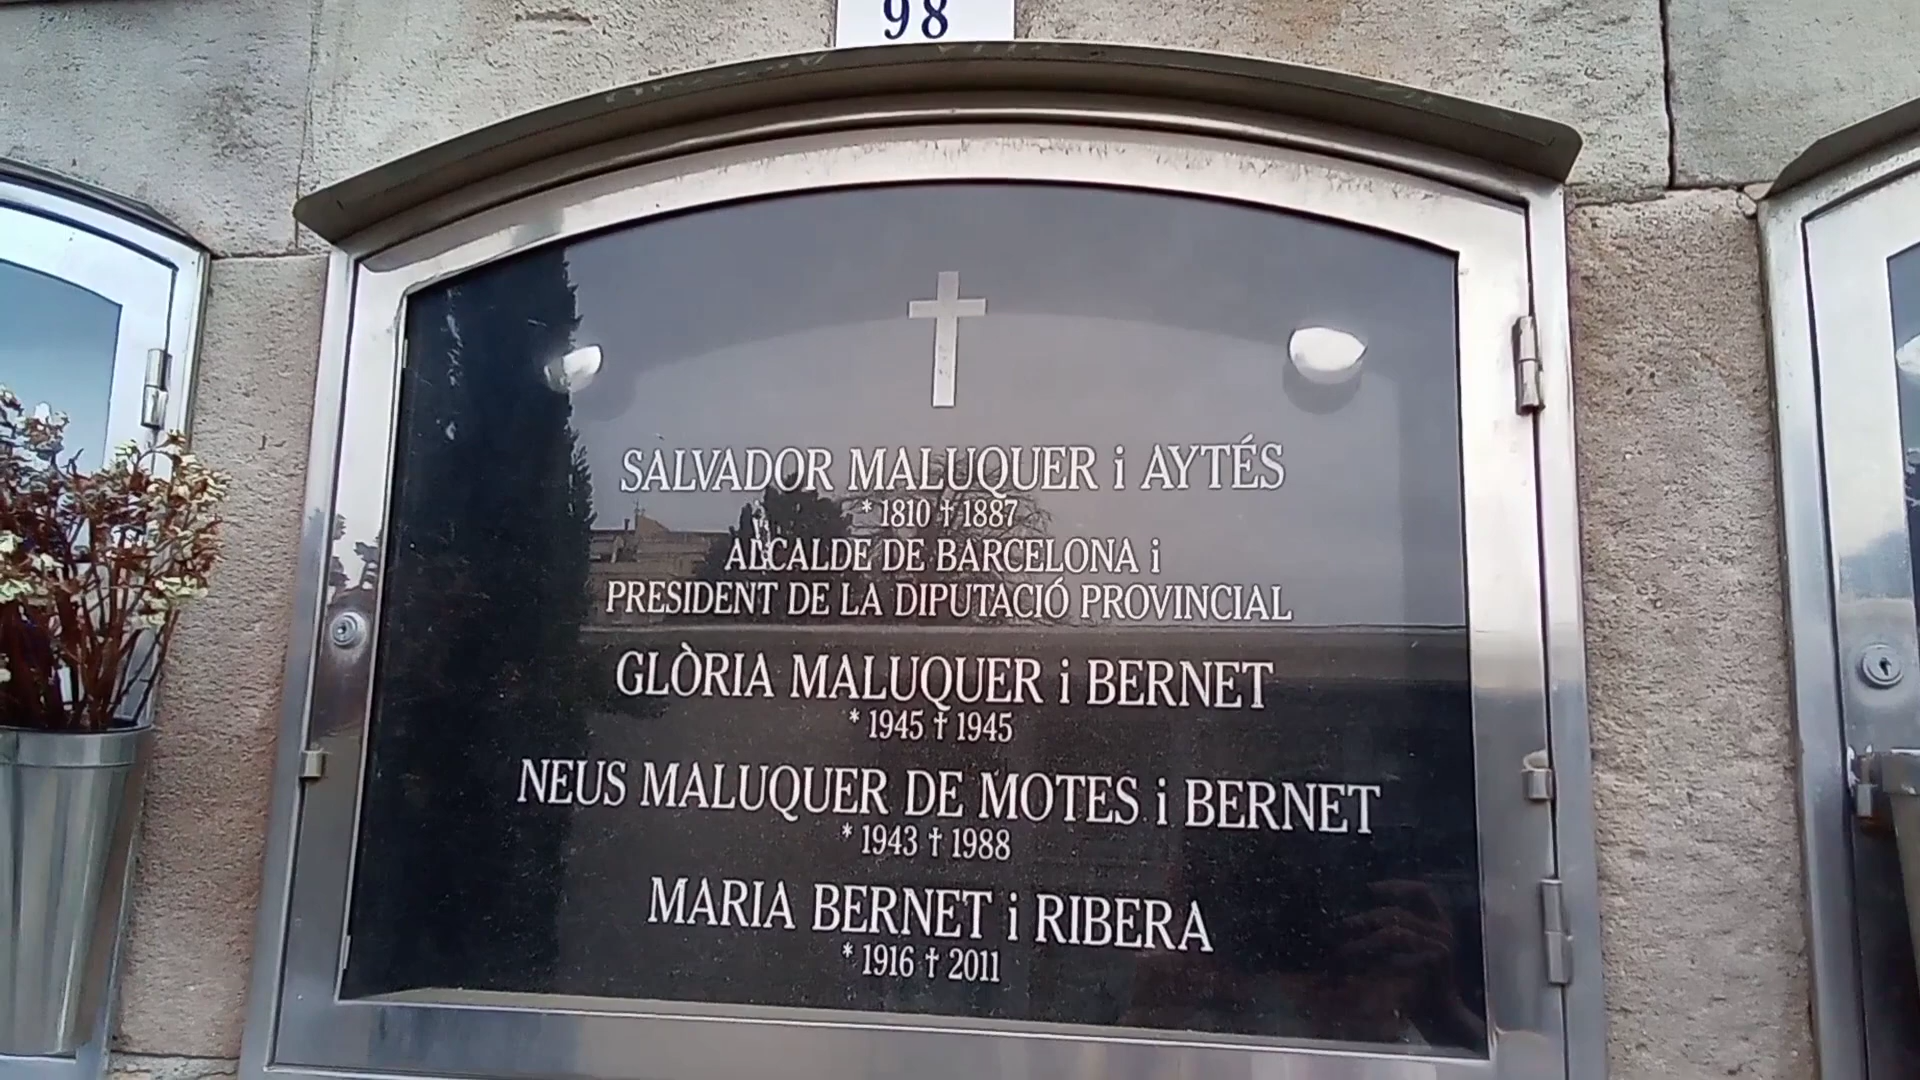 98
SALVADOR MALUQUER i AYTÉS
* 1810 † 1887
ALCALDE DE BARCELONA i
PRESIDENT DE LA DIPUTACIÓ PROVINCIAL
GLÒRIA MALUQUER i BERNET
* 1945 † 1945
NEUS MALUQUER DE MOTES i BERNET
* 1943 † 1988
MARIA BERNET i RIBERA
* 1916 † 2011